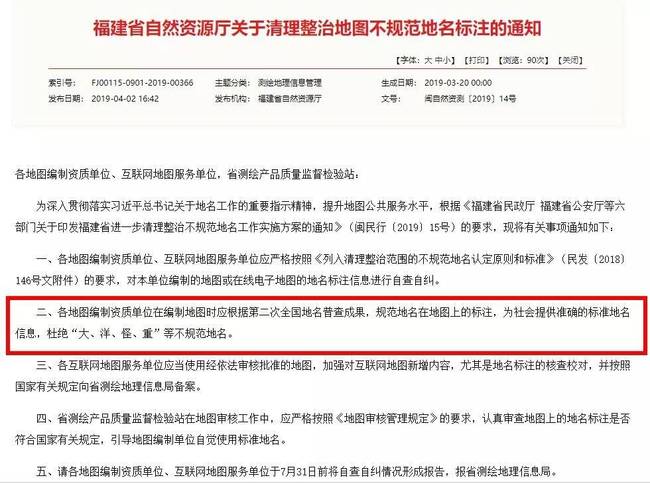 福建省自然资源厅关于清理整治地图不规范地名标注的通知
【字体：大 中 小】 【打印】 【浏览：90次】 【关闭】
索引号： FJ00115-0901-2019-00366 主题分类： 测绘地理信息管理 生成日期： 2019-03-20 00:00
发布日期： 2019-04-02 16:42 发布机构： 福建省自然资源厅 文号： 闽自然资测〔2019〕14号
各地图编制资质单位、互联网地图服务单位，省测绘产品质量监督检验站：
为深入贯彻落实习近平总书记关于地名工作的重要指示精神，提升地图公共服务水平，根据《福建省民政厅 福建省公安厅等六
部门关于印发福建省进一步清理整治不规范地名工作实施方案的通知》（闽民行〔2019〕15号）的要求，现将有关事项通知如下：
一、各地图编制资质单位、互联网地图服务单位应严格按照《列入清理整治范围的不规范地名认定原则和标准》（民发〔2018〕
146号文附件）的要求，对本单位编制的地图或在线电子地图的地名标注信息进行自查自纠。
二、各地图编制资质单位在编制地图时应根据第二次全国地名普查成果，规范地名在地图上的标注，为社会提供准确的标准地名
信息，杜绝“大、洋、怪、重”等不规范地名。
三、各互联网地图服务单位应当使用经依法审核批准的地图，加强对互联网地图新增内容，尤其是地名标注的核查校对，并按照
国家有关规定向省测绘地理信息局备案。
四、省测绘产品质量监督检验站在地图审核工作中，应严格按照《地图审核管理规定》的要求，认真审查地图上的地名标注是否
符合国家有关规定，引导地图编制单位自觉使用标准地名。
五、请各地图编制资质单位、互联网地图服务单位于7月31日前将自查自纠情况形成报告，报省测绘地理信息局。